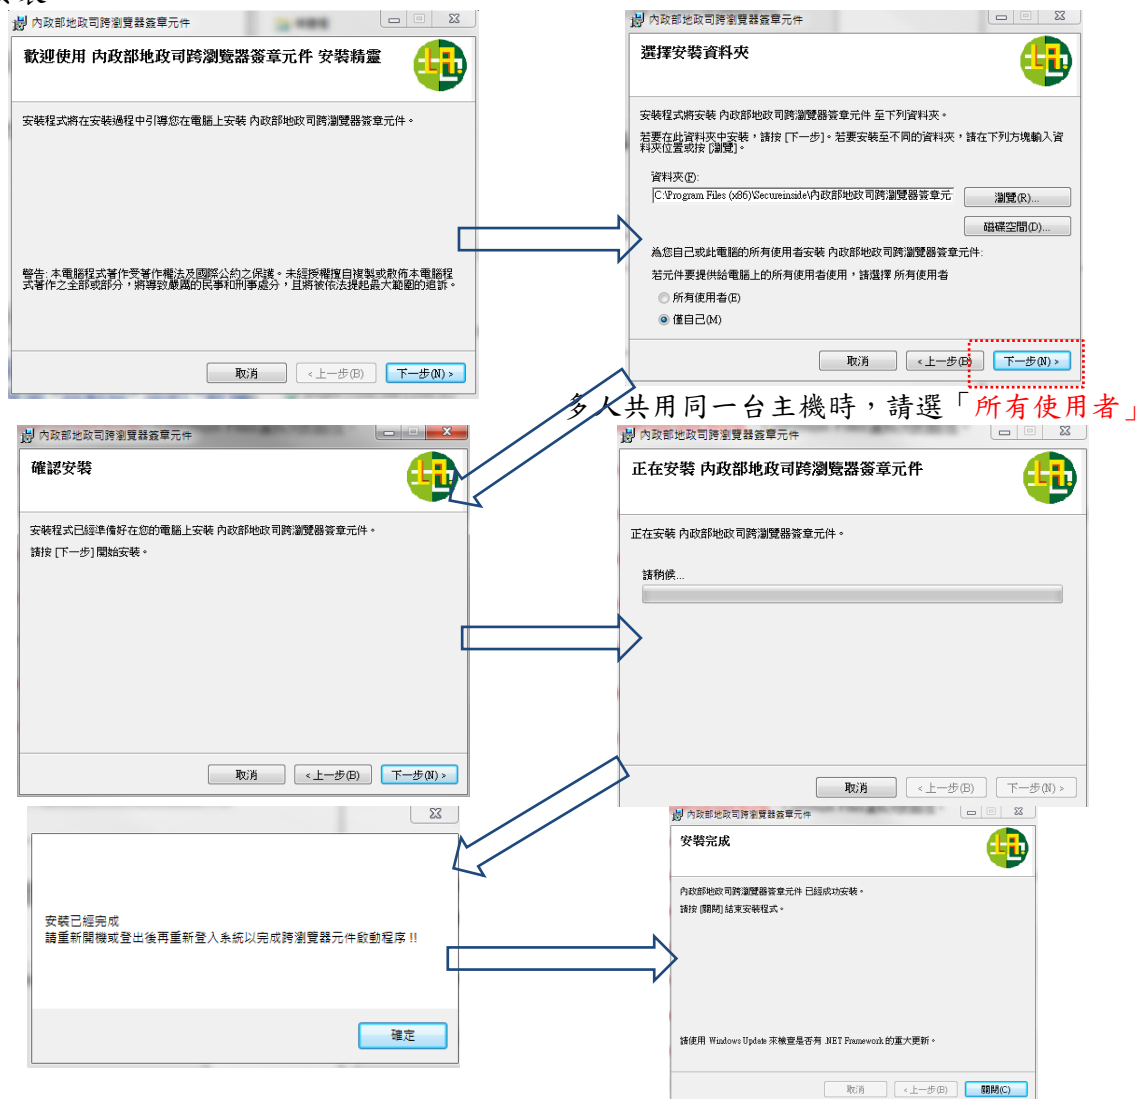 內政部地政司跨瀏覽器簽章元件
歡迎使用 內政部地政司跨瀏覽器簽章元件 安裝精靈
安裝程式將在安裝過程中引導您在電腦上安裝 內政部地政司跨瀏覽器簽章元件。
警告: 本電腦程式著作受著作權法及國際公約之保護。未經授權擅自複製或散佈本電腦程
式著作之全部或部分，將導致嚴厲的民事和刑事處分，且將被依法提起最大範圍的追訴。
取消
<上一步(B)
下一步(N) >
內政部地政司跨瀏覽器簽章元件
選擇安裝資料夾
安裝程式將安裝 內政部地政司跨瀏覽器簽章元件 至下列資料夾。
若要在此資料夾中安裝，請按 [下一步]。若要安裝至不同的資料夾，請在下列方塊輸入資
料夾位置或按 [瀏覽]。
資料夾(F):
C:\Program Files (x86)\Secureinside\內政部地政司跨瀏覽器簽章元
瀏覽(R)...
磁碟空間(D)...
為您自己或此電腦的所有使用者安裝 內政部地政司跨瀏覽器簽章元件:
若元件要提供給電腦上的所有使用者使用，請選擇 所有使用者
所有使用者(E)
僅自己(M)
取消
<上一步(B)
下一步(N) >
多人共用同一台主機時，請選「所有使用者」
內政部地政司跨瀏覽器簽章元件
確認安裝
安裝程式已經準備好在您的電腦上安裝 內政部地政司跨瀏覽器簽章元件。
請按 [下一步] 開始安裝。
取消
<上一步(B)
下一步(N) >
內政部地政司跨瀏覽器簽章元件
正在安裝 內政部地政司跨瀏覽器簽章元件
正在安裝 內政部地政司跨瀏覽器簽章元件。
請稍候...
取消
<上一步(B)
下一步(N) >
安裝已經完成
請重新開機或登出後再重新登入系統以完成跨瀏覽器元件啟動程序 !!
確定
內政部地政司跨瀏覽器簽章元件
安裝完成
內政部地政司跨瀏覽器簽章元件 已經成功安裝。
請按 [關閉] 結束安裝程式。
請使用 Windows Update 來檢查是否有 .NET Framework 的重大更新。
取消
<上一步(B)
關閉(C)